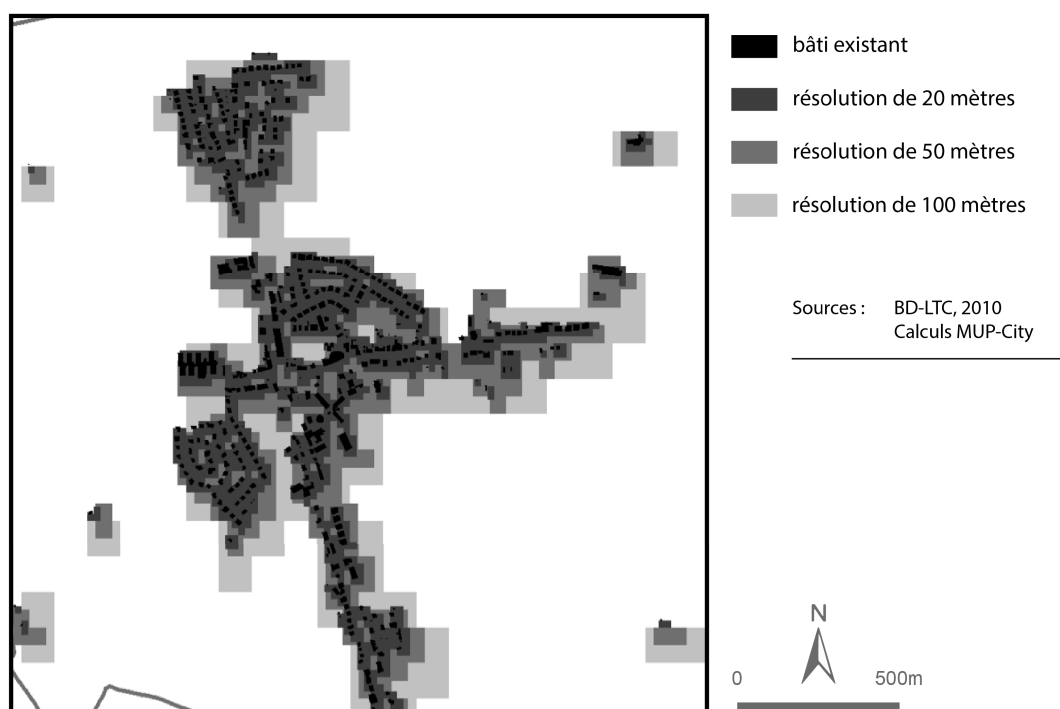 bâti existant
résolution de 20 mètres
résolution de 50 mètres
résolution de 100 mètres
Sources : BD-LTC, 2010
Calculs MUP-City
N
0 500m